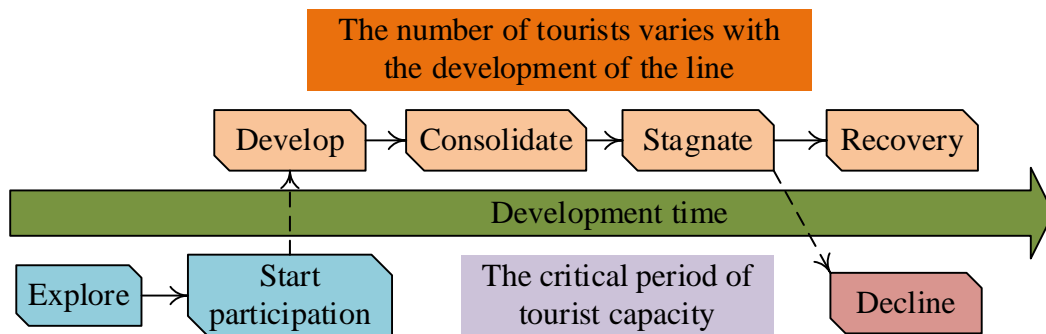 The number of tourists varies with
the development of the line
Develop
Consolidate
Stagnate
Recovery
Development time
Explore
Start
participation
The critical period of
tourist capacity
Decline